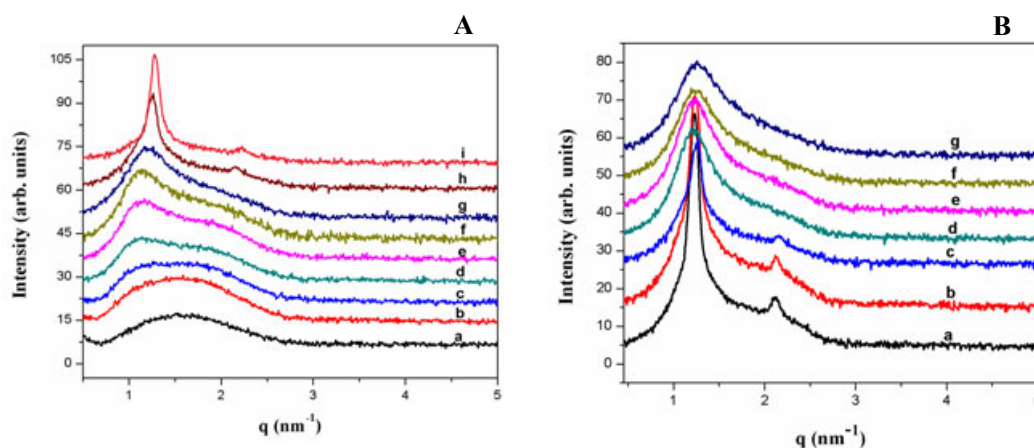 A
105
90
75
60
45
30
15
0
Intensity (arb. units)
i
h
g
f
e
d
c
b
a
1
2
3
4
5
q (nm-1)
B
80
70
60
50
40
30
20
10
0
Intensity (arb. units)
g
f
e
d
c
b
a
1
2
3
4
q (nm-1)